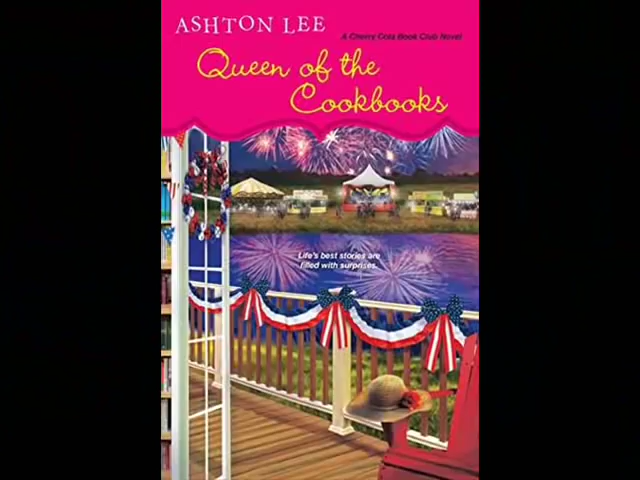 ASHTON LEE
A Cherry Cola Book Club Novel
Queen of the
Cookbooks
Life's best stories are
filled with surprises.